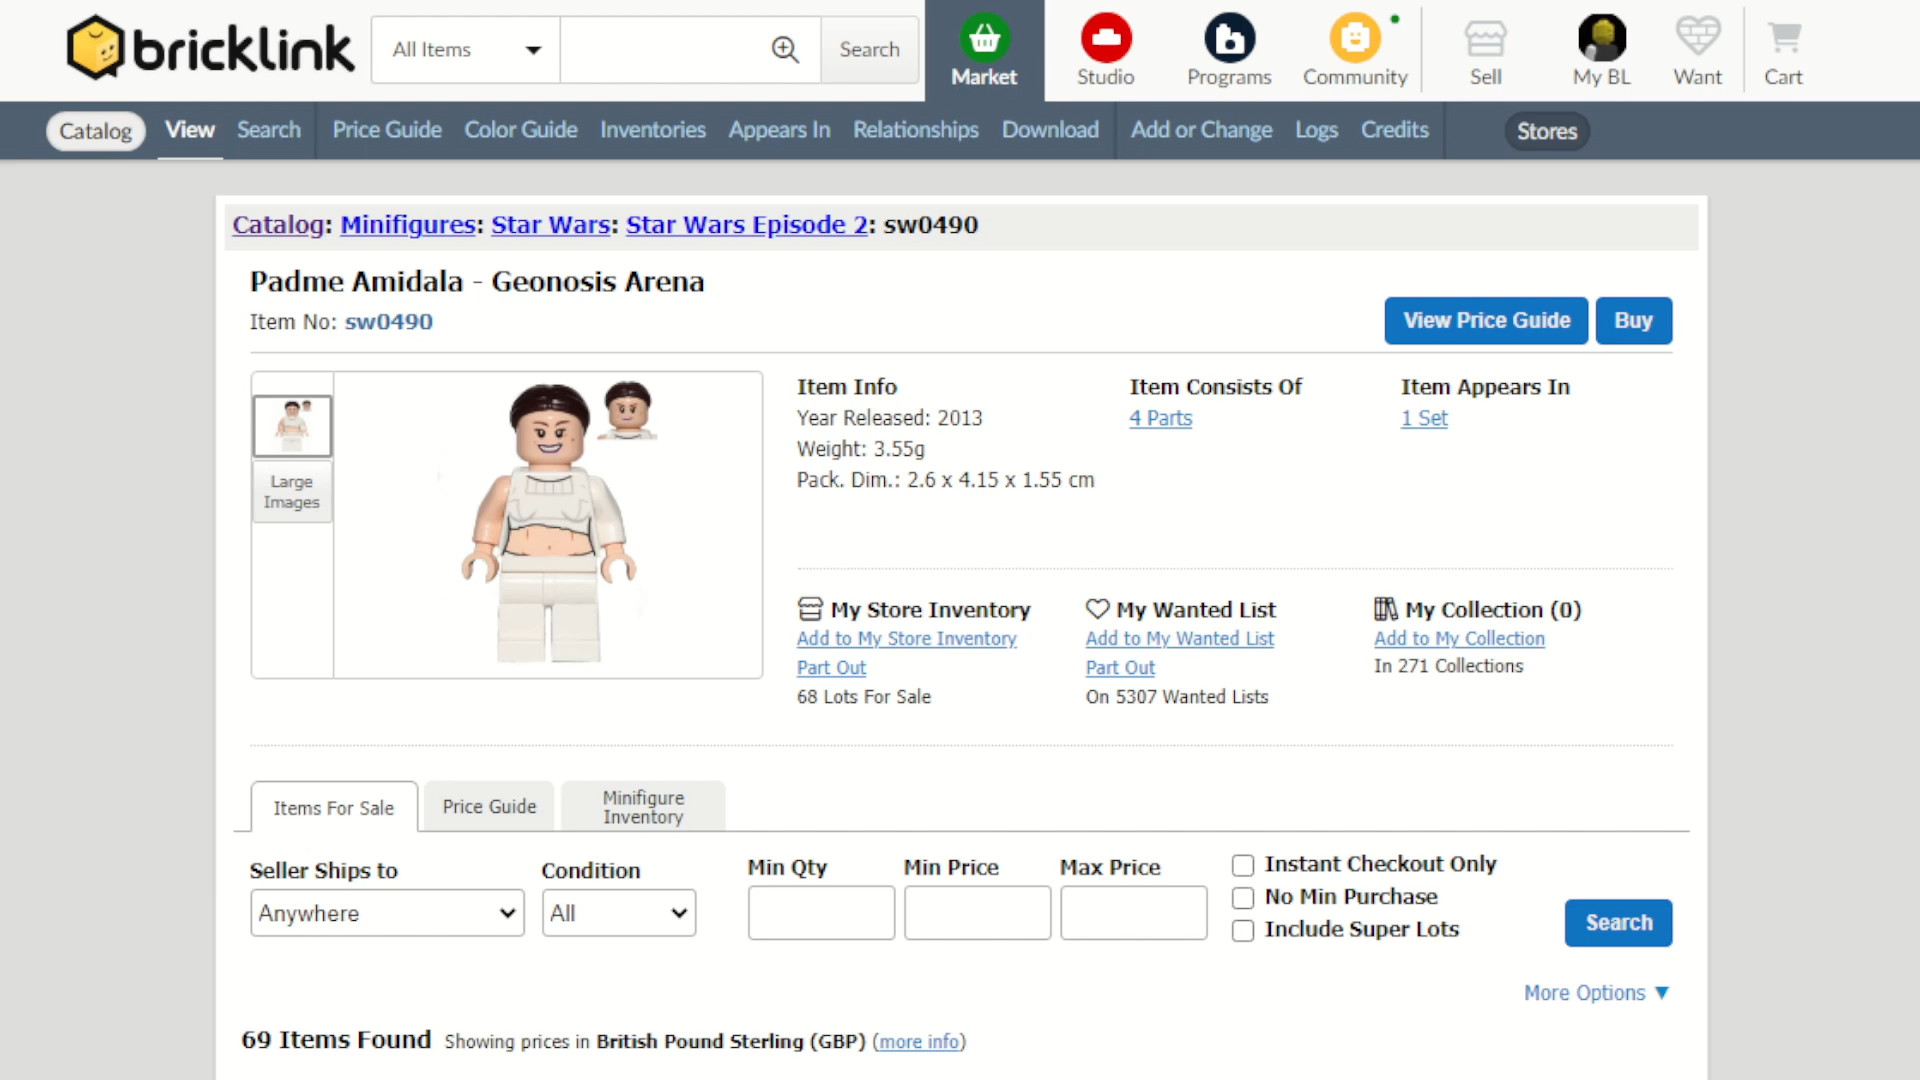 bricklink
All Items
Search
Market
Studio
Programs
Community
Sell
My BL
Want
Cart
Catalog
View
Search
Price Guide
Color Guide
Inventories
Appears In
Relationships
Download
Add or Change
Logs
Credits
Stores
Catalog: Minifigures: Star Wars: Star Wars Episode 2: sw0490
Padme Amidala - Geonosis Arena
Item No: sw0490
View Price Guide
Buy
Large
Images
Item Info
Year Released: 2013
Weight: 3.55g
Pack. Dim.: 2.6 x 4.15 x 1.55 cm
Item Consists Of
4 Parts
Item Appears In
1 Set
My Store Inventory
Add to My Store Inventory
Part Out
68 Lots For Sale
My Wanted List
Add to My Wanted List
Part Out
On 5307 Wanted Lists
My Collection (0)
Add to My Collection
In 271 Collections
Items For Sale
Price Guide
Minifigure
Inventory
Seller Ships to
Anywhere
Condition
All
Min Qty
Min Price
Max Price
Instant Checkout Only
No Min Purchase
Include Super Lots
Search
More Options ▼
69 Items Found Showing prices in British Pound Sterling (GBP) (more info)